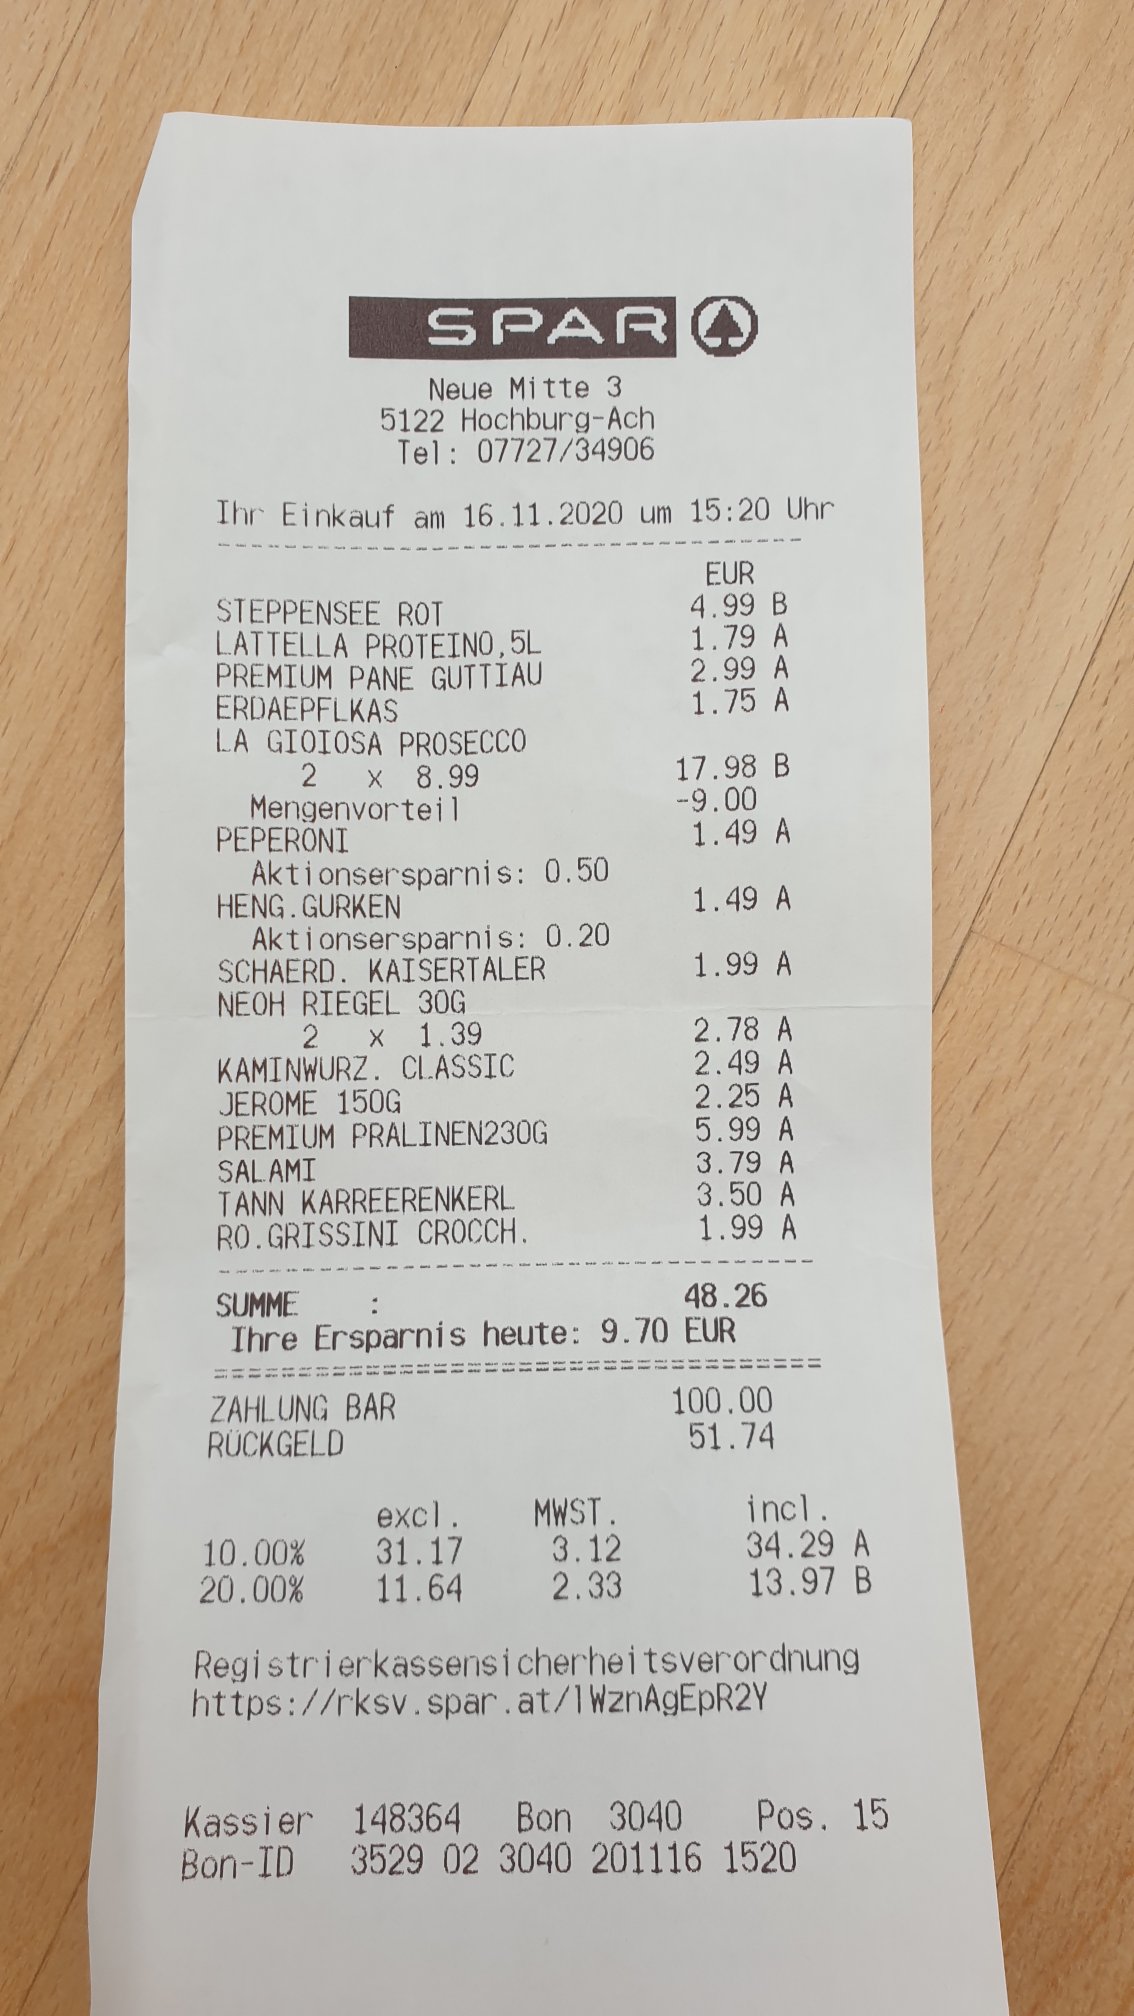 SPAR
Neue Mitte 3
5122 Hochburg-Ach
Tel: 07727/34906
Ihr Einkauf am 16.11.2020 um 15:20 Uhr
EUR
STEPPENSEE ROT 4.99 B
LATTELLA PROTEINO,5L 1.79 A
PREMIUM PANE GUTTIAU 2.99 A
ERDAEPFLKAS 1.75 A
LA GIOIOSA PROSECCO
2 x 8.99 17.98 B
Mengenvorteil -9.00
PEPERONI 1.49 A
Aktionsersparnis: 0.50
HENG.GURKEN 1.49 A
Aktionsersparnis: 0.20
SCHAERD. KAISERTALER 1.99 A
NEOH RIEGEL 30G
2 x 1.39 2.78 A
KAMINWURZ. CLASSIC 2.49 A
JEROME 150G 2.25 A
PREMIUM PRALINEN230G 5.99 A
SALAMI 3.79 A
TANN KARREERENKERL 3.50 A
RO.GRISSINI CROCCH. 1.99 A
SUMME : 48.26
Ihre Ersparnis heute: 9.70 EUR
ZAHLUNG BAR 100.00
RÜCKGELD 51.74
excl. MWST. incl.
10.00% 31.17 3.12 34.29 A
20.00% 11.64 2.33 13.97 B
Registrierkassensicherheitsverordnung
https://rksv.spar.at/lWznAgEpR2Y
Kassier 148364 Bon 3040 Pos. 15
Bon-ID 3529 02 3040 201116 1520